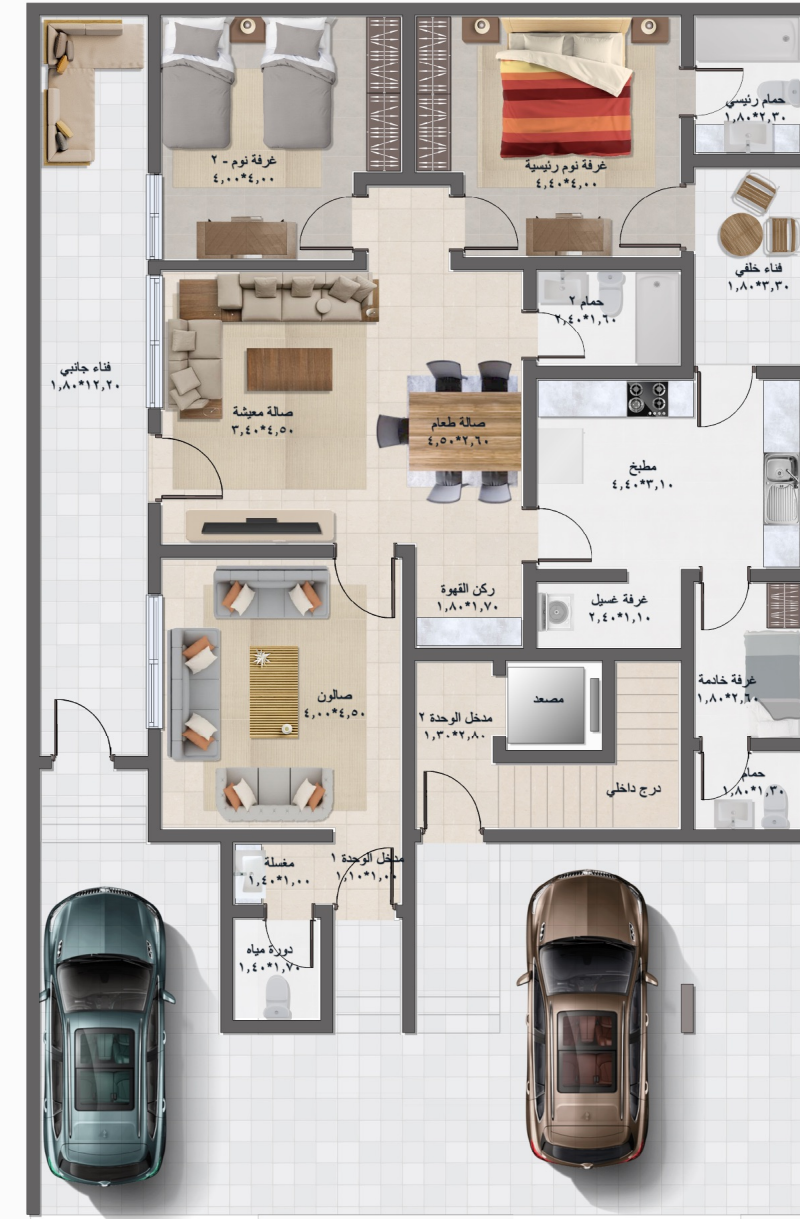 حمام رئيسي
١,٨٠*٢,٣٠
غرفة نوم رئيسية
٤,٤٠*٤,٠٠
غرفة نوم - ٢
٤,٠٠*٤,٠٠
فناء خلفي
١,٨٠*٣,٣٠
حمام ٢
٢,٤٠*١,٦٠
فناء جانبي
١,٨٠*١٢,٢٠
صالة معيشة
٣,٤٠*٤,٥٠
صالة طعام
٤,٥٠*٢,٦٠
مطبخ
٤,٤٠*٣,١٠
ركن القهوة
١,٨٠*١,٧٠
غرفة غسيل
٢,٤٠*١,١٠
غرفة خادمة
١,٨٠*٢,٦٠
صالون
٤,٠٠*٤,٥٠
مصعد
مدخل الوحدة ٢
١,٣٠*٢,٨٠
درج داخلي
حمام
١,٨٠*١,٣٠
مدخل الوحدة ١
١,١٠*١,٠٠
مغسلة
١,٤٠*١,٠٠
دورة مياه
١,٤٠*١,٧٠